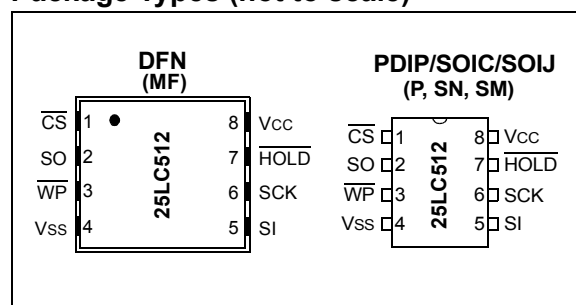 Package Types (not to scale)
DFN
(MF)
CS 1 8 VCC
SO 2 7 HOLD
WP 3 6 SCK
VSS 4 5 SI
25LC512
PDIP/SOIC/SOIJ
(P, SN, SM)
CS 1 8 VCC
SO 2 7 HOLD
WP 3 6 SCK
VSS 4 5 SI
25LC512